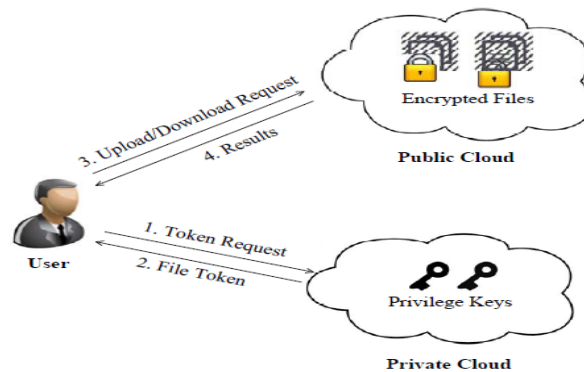 Encrypted Files
Public Cloud
3. Upload/Download Request
4. Results
User
1. Token Request
2. File Token
Privilege Keys
Private Cloud